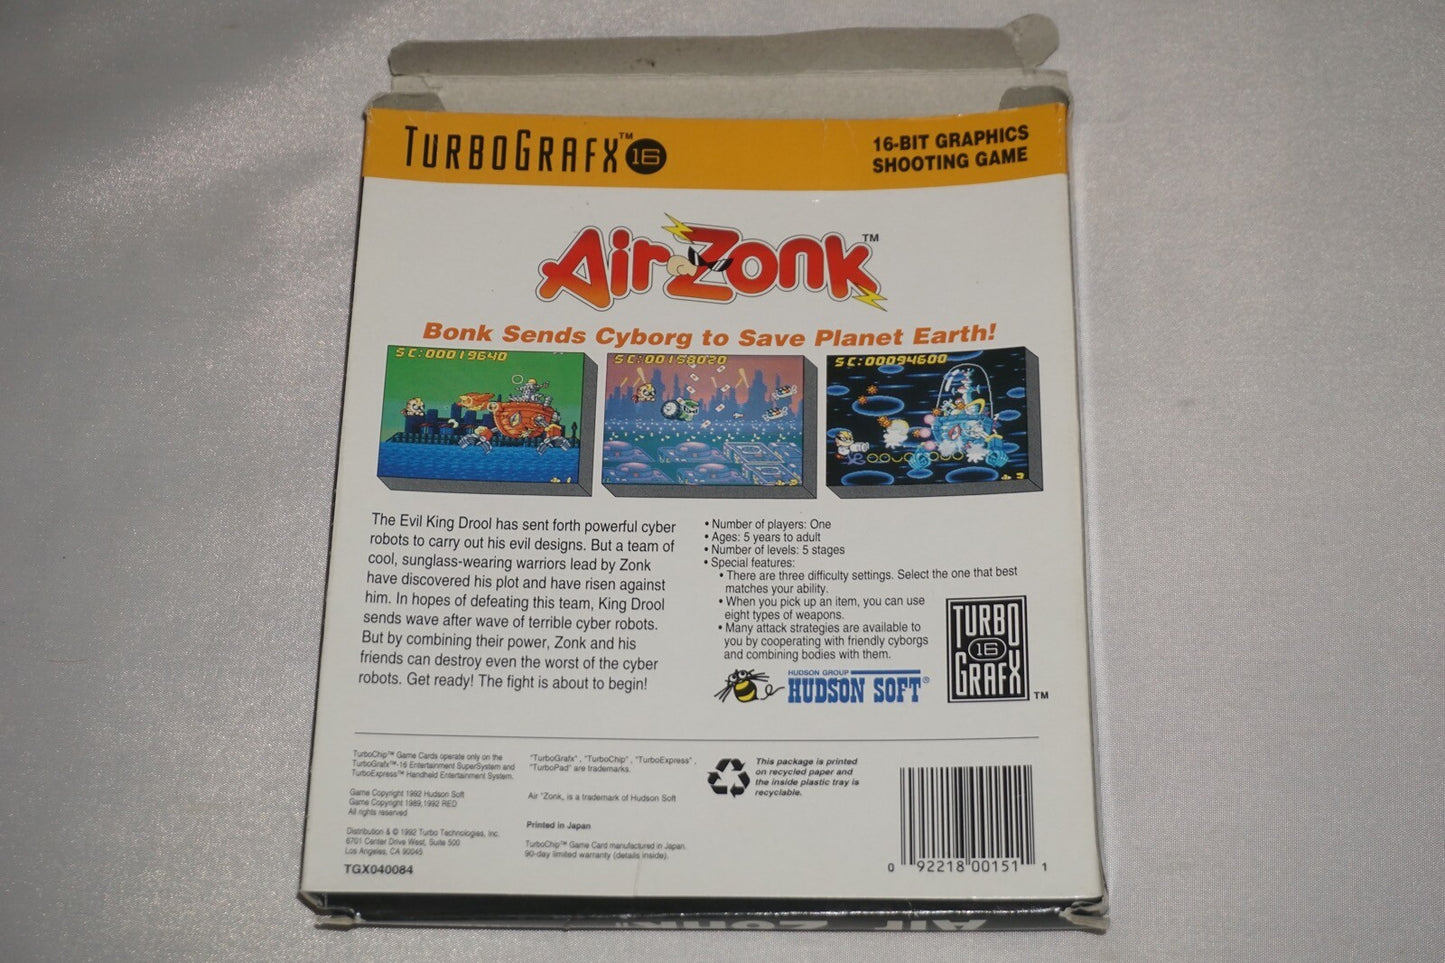 TURBOGRAFX™ 16
16-BIT GRAPHICS
SHOOTING GAME
Air Zonk™
Bonk Sends Cyborg to Save Planet Earth!
SC:00019640
SC:00158020
SC:00094600
1
2
3
The Evil King Drool has sent forth powerful cyber
robots to carry out his evil designs. But a team of
cool, sunglass-wearing warriors lead by Zonk
have discovered his plot and have risen against
him. In hopes of defeating this team, King Drool
sends wave after wave of terrible cyber robots.
But by combining their power, Zonk and his
friends can destroy even the worst of the cyber
robots. Get ready! The fight is about to begin!
• Number of players: One
• Ages: 5 years to adult
• Number of levels: 5 stages
• Special features:
• There are three difficulty settings. Select the one that best
matches your ability.
• When you pick up an item, you can use
eight types of weapons.
• Many attack strategies are available to
you by cooperating with friendly cyborgs
and combining bodies with them.
HUDSON GROUP
HUDSON SOFT®
TURBO
16
GRAFX™
TurboChip™ Game Cards operate only on the
TurboGrafx™-16 Entertainment SuperSystem and
TurboExpress™ Handheld Entertainment System.
Game Copyright 1992 Hudson Soft
Game Copyright 1989,1992 RED
All rights reserved
Distribution & © 1992 Turbo Technologies, Inc.
6701 Center Drive West, Suite 500
Los Angeles, CA 90045
TGX040084
"TurboGrafx", "TurboChip", "TurboExpress",
"TurboPad" are trademarks.
Air "Zonk, is a trademark of Hudson Soft
Printed in Japan
TurboChip™ Game Card manufactured in Japan.
90-day limited warranty (details inside).
This package is printed
on recycled paper and
the inside plastic tray is
recyclable.
0 92218 00151 1
AIR ZONK™